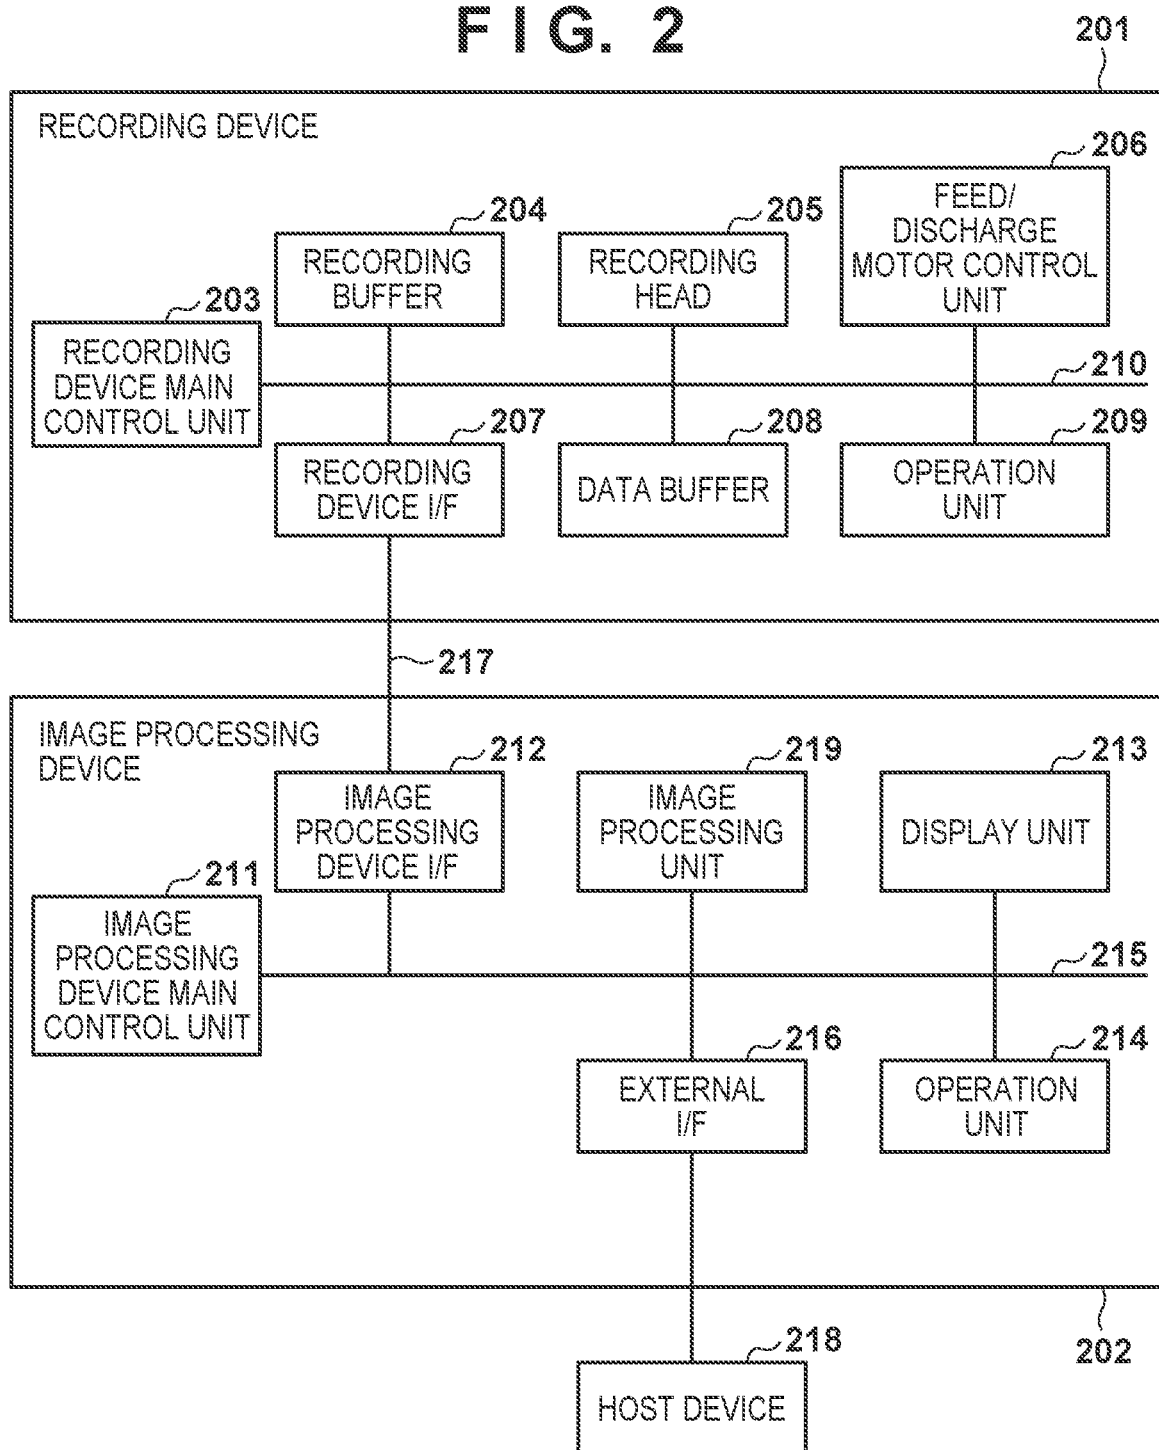 FIG. 2
201
RECORDING DEVICE
206
FEED/
DISCHARGE
MOTOR CONTROL
UNIT
204
RECORDING
BUFFER
205
RECORDING
HEAD
203
RECORDING
DEVICE MAIN
CONTROL UNIT
210
207
RECORDING
DEVICE I/F
208
DATA BUFFER
209
OPERATION
UNIT
217
IMAGE PROCESSING
DEVICE
212
IMAGE
PROCESSING
DEVICE I/F
219
IMAGE
PROCESSING
UNIT
213
DISPLAY UNIT
211
IMAGE
PROCESSING
DEVICE MAIN
CONTROL UNIT
215
216
EXTERNAL
I/F
214
OPERATION
UNIT
202
218
HOST DEVICE